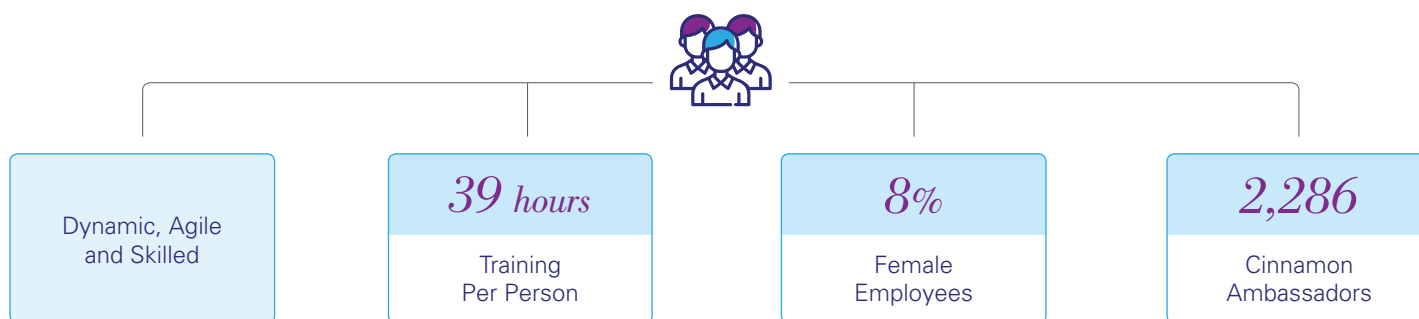 Dynamic, Agile
and Skilled
39 hours
Training
Per Person
8%
Female
Employees
2,286
Cinnamon
Ambassadors